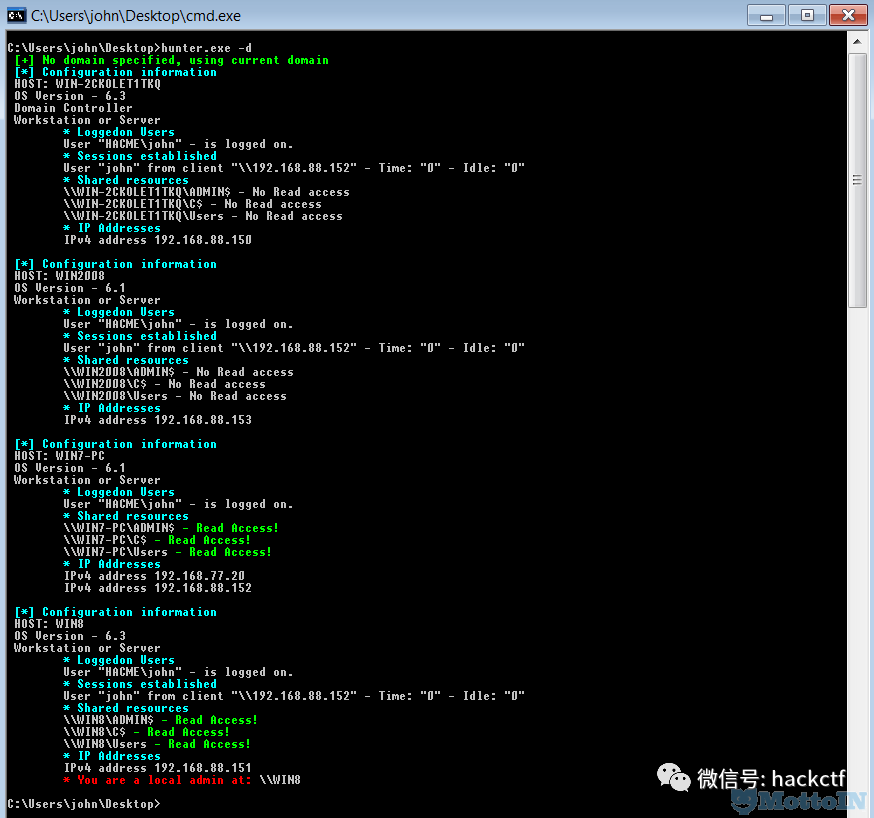 C:\Users\john\Desktop\cmd.exe
C:\Users\john\Desktop>hunter.exe -d
[+] No domain specified, using current domain
[*] Configuration information
HOST: WIN-2CKOLET1TKQ
OS Version - 6.3
Domain Controller
Workstation or Server
* Loggedon Users
User "HACME\john" - is logged on.
* Sessions established
User "john" from client "\\192.168.88.152" - Time: "0" - Idle: "0"
* Shared resources
\\WIN-2CKOLET1TKQ\ADMIN$ - No Read access
\\WIN-2CKOLET1TKQ\C$ - No Read access
\\WIN-2CKOLET1TKQ\Users - No Read access
* IP Addresses
IPv4 address 192.168.88.150
[*] Configuration information
HOST: WIN2008
OS Version - 6.1
Workstation or Server
* Loggedon Users
User "HACME\john" - is logged on.
* Sessions established
User "john" from client "\\192.168.88.152" - Time: "0" - Idle: "0"
* Shared resources
\\WIN2008\ADMIN$ - No Read access
\\WIN2008\C$ - No Read access
\\WIN2008\Users - No Read access
* IP Addresses
IPv4 address 192.168.88.153
[*] Configuration information
HOST: WIN7-PC
OS Version - 6.1
Workstation or Server
* Loggedon Users
User "HACME\john" - is logged on.
* Shared resources
\\WIN7-PC\ADMIN$ - Read Access!
\\WIN7-PC\C$ - Read Access!
\\WIN7-PC\Users - Read Access!
* IP Addresses
IPv4 address 192.168.77.20
IPv4 address 192.168.88.152
[*] Configuration information
HOST: WIN8
OS Version - 6.3
Workstation or Server
* Loggedon Users
User "HACME\john" - is logged on.
* Sessions established
User "john" from client "\\192.168.88.152" - Time: "0" - Idle: "0"
* Shared resources
\\WIN8\ADMIN$ - Read Access!
\\WIN8\C$ - Read Access!
\\WIN8\Users - Read Access!
* IP Addresses
IPv4 address 192.168.88.151
* You are a local admin at: \\WIN8
C:\Users\john\Desktop>
微信号: hackctf
MottoIN